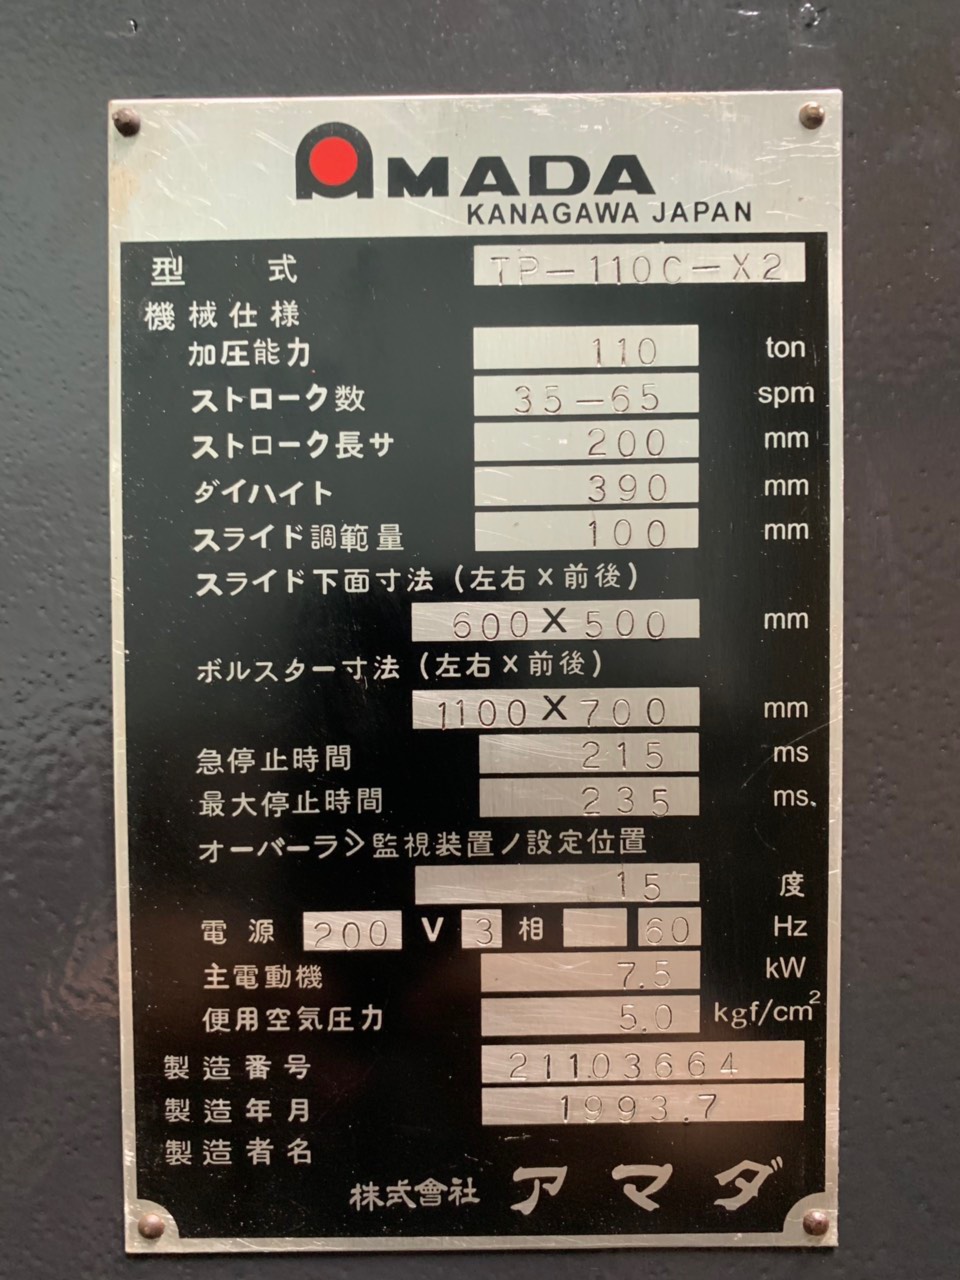 AMADA
KANAGAWA JAPAN
型式 TP-110C-X2
機械仕様
加圧能力 110 ton
ストローク数 35-65 spm
ストローク長サ 200 mm
ダイハイト 390 mm
スライド調範量 100 mm
スライド下面寸法(左右×前後)
600×500 mm
ボルスター寸法(左右×前後)
1100×700 mm
急停止時間 215 ms
最大停止時間 235 ms.
オーバーラン監視装置ノ設定位置
15 度
電源 200 V 3 相 60 Hz
主電動機 7.5 kW
便用空気圧力 5.0 kgf/cm²
製造番号 21103664
製造年月 1993.7
製造者名
株式會社 アマダ